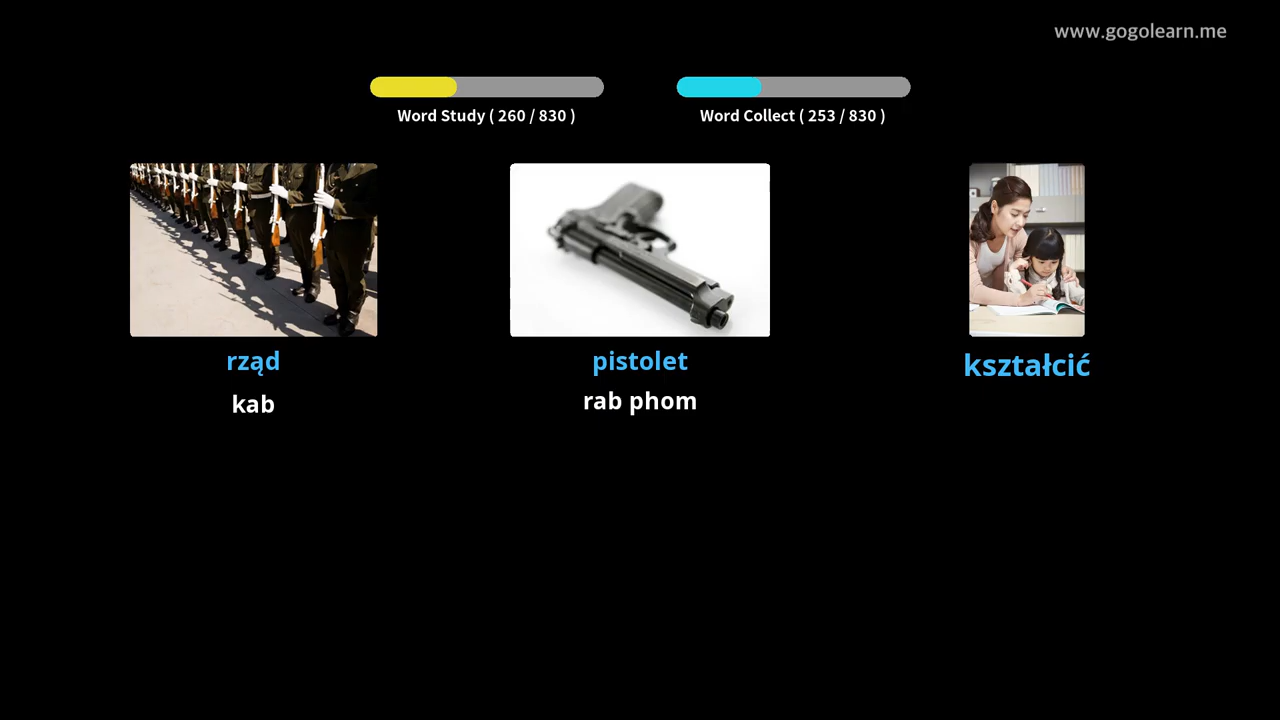 www.gogolearn.me
Word Study ( 260 / 830 )
Word Collect ( 253 / 830 )
rząd
pistolet
kształcić
kab
rab phom